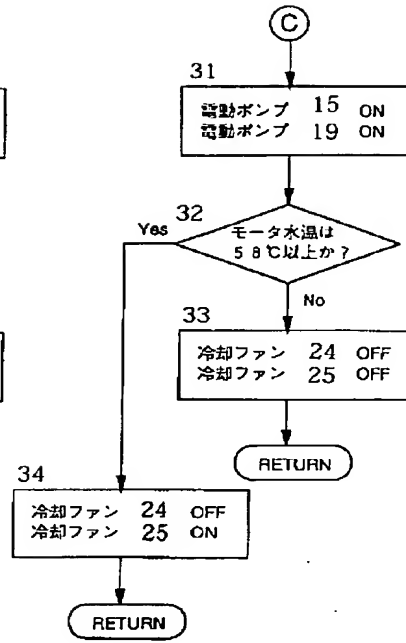 C
31
電動ポンプ 15 ON
電動ポンプ 19 ON
32
Yes
モータ水温は
58℃以上か?
No
33
冷却ファン 24 OFF
冷却ファン 25 OFF
RETURN
34
冷却ファン 24 OFF
冷却ファン 25 ON
RETURN